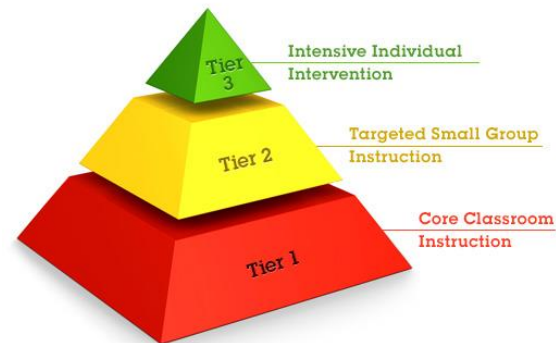 Tier
3
Intensive Individual
Intervention
Tier 2
Targeted Small Group
Instruction
Tier 1
Core Classroom
Instruction